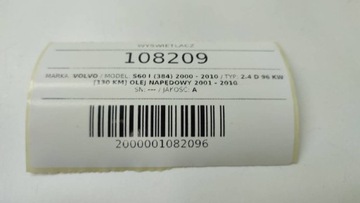 WYŚWIETLACZ
108209
MARKA: VOLVO / MODEL: S60 I (384) 2000 - 2010 / TYP: 2.4 D 96 KW
[130 KM] OLEJ NAPĘDOWY 2001 - 2010
SN: --- / JAKOŚĆ: A
2000001082096